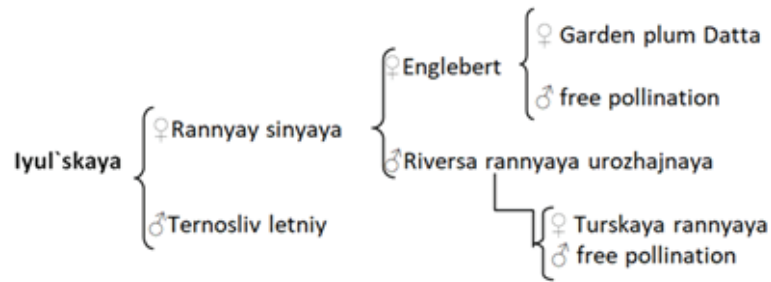 ♀ Garden plum Datta
♀Englebert
♂ free pollination
♀Rannyay sinyaya
Iyul`skaya
♂Riversa rannyaya urozhajnaya
♂Ternosliv letniy
♀ Turskaya rannyaya
♂ free pollination